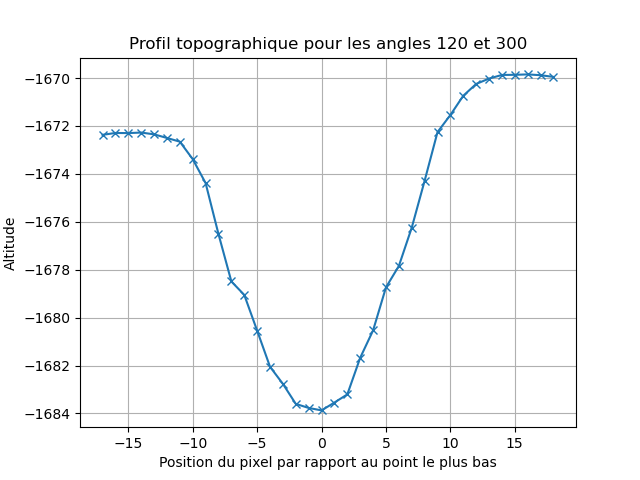 Profil topographique pour les angles 120 et 300
−1670
−1672
−1674
−1676
−1678
−1680
−1682
−1684
Altitude
−15 −10 −5 0 5 10 15
Position du pixel par rapport au point le plus bas